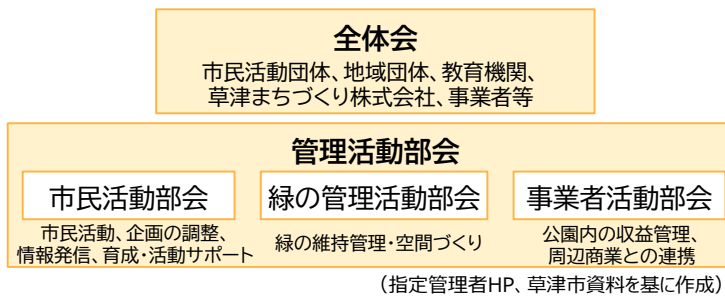 全体会
市民活動団体、地域団体、教育機関、
草津まちづくり株式会社、事業者等
管理活動部会
市民活動部会
市民活動、企画の調整、
情報発信、育成・活動サポート
緑の管理活動部会
緑の維持管理・空間づくり
事業者活動部会
公園内の収益管理、
周辺商業との連携
（指定管理者HP、草津市資料を基に作成）